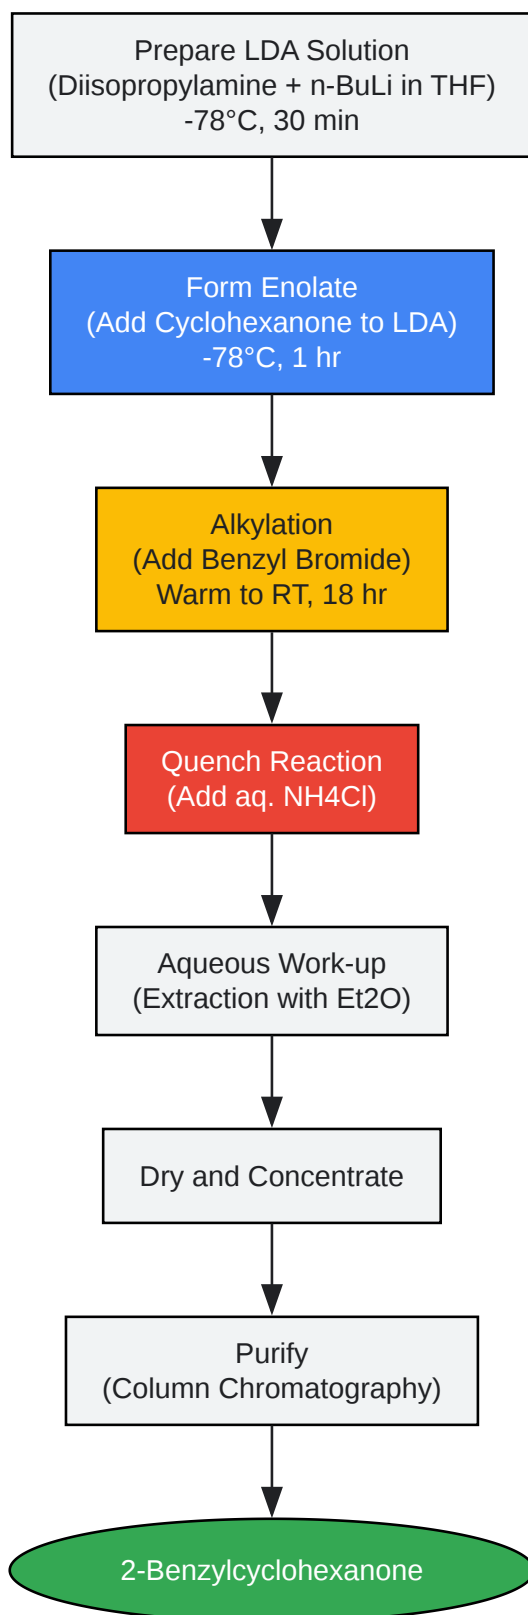 Prepare LDA Solution
(Diisopropylamine + n-BuLi in THF)
-78°C, 30 min
Form Enolate
(Add Cyclohexanone to LDA)
-78°C, 1 hr
Alkylation
(Add Benzyl Bromide)
Warm to RT, 18 hr
Quench Reaction
(Add aq. NH4Cl)
Aqueous Work-up
(Extraction with Et2O)
Dry and Concentrate
Purify
(Column Chromatography)
2-Benzylcyclohexanone